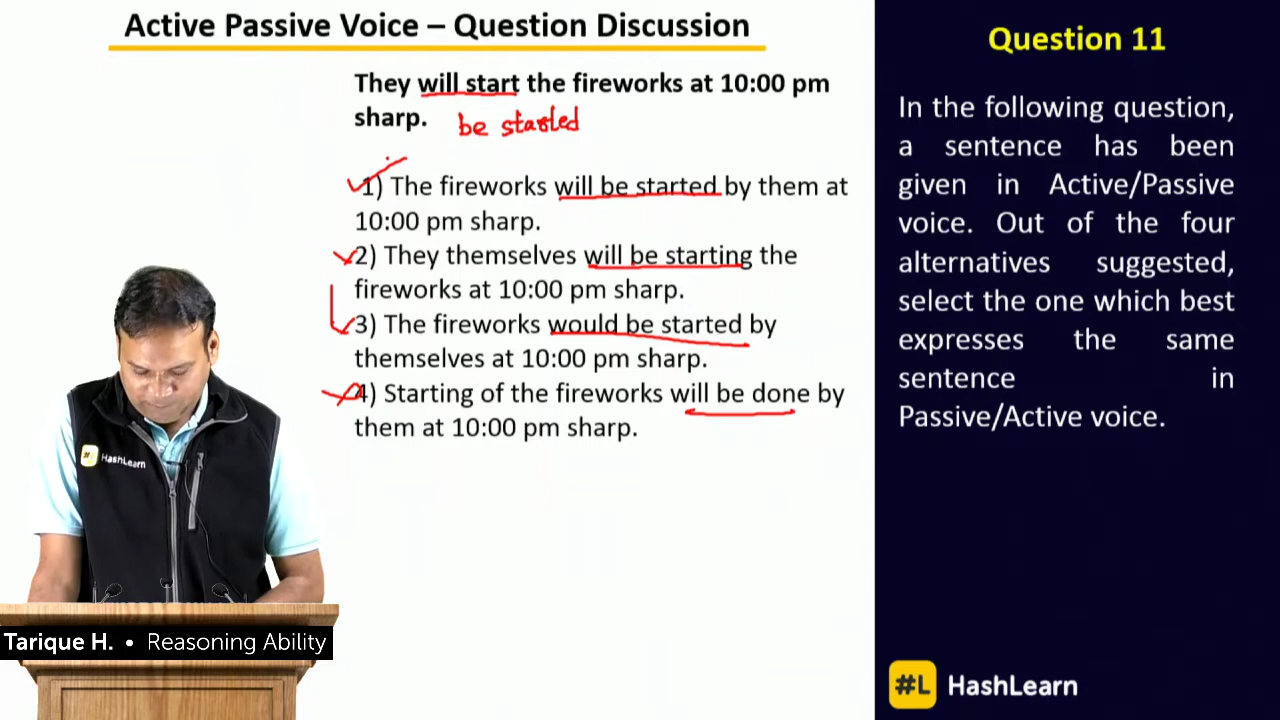 Active Passive Voice – Question Discussion
They will start the fireworks at 10:00 pm
sharp.
be started
1) The fireworks will be started by them at
10:00 pm sharp.
2) They themselves will be starting the
fireworks at 10:00 pm sharp.
3) The fireworks would be started by
themselves at 10:00 pm sharp.
4) Starting of the fireworks will be done by
them at 10:00 pm sharp.
#L HashLearn
Tarique H. • Reasoning Ability
Question 11
In the following question,
a sentence has been
given in Active/Passive
voice. Out of the four
alternatives suggested,
select the one which best
expresses the same
sentence in
Passive/Active voice.
#L HashLearn